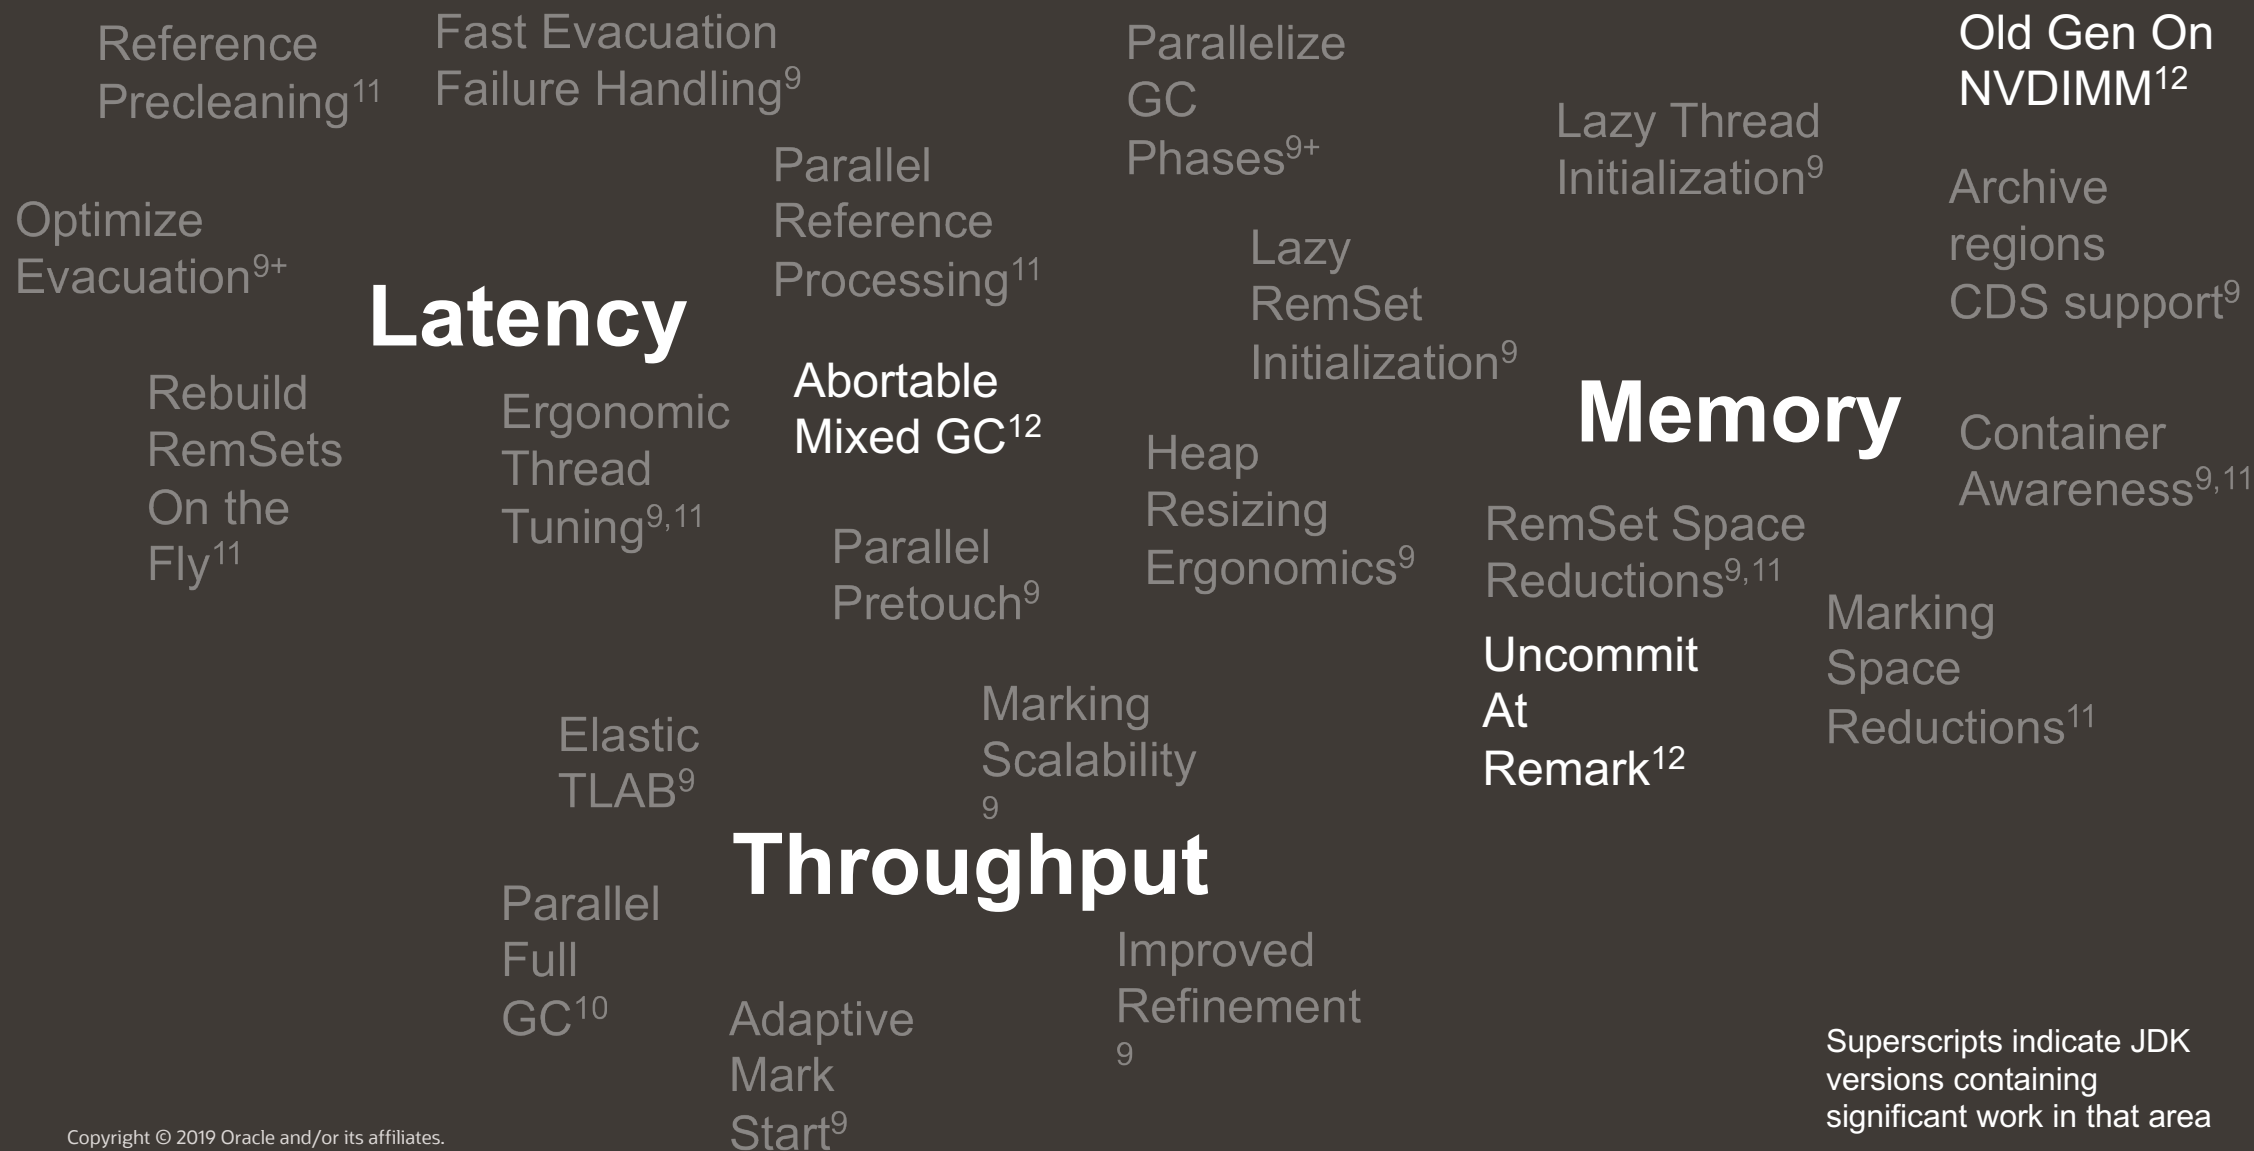 Reference
Precleaning11
Fast Evacuation
Failure Handling9
Parallelize
GC
Phases9+
Old Gen On
NVDIMM12
Lazy Thread
Initialization9
Parallel
Reference
Processing11
Archive
regions
CDS support9
Optimize
Evacuation9+
Lazy
RemSet
Initialization9
Latency
Abortable
Mixed GC12
Memory
Rebuild
RemSets
On the
Fly11
Ergonomic
Thread
Tuning9,11
Container
Awareness9,11
Heap
Resizing
Ergonomics9
RemSet Space
Reductions9,11
Parallel
Pretouch9
Marking
Space
Reductions11
Uncommit
At
Remark12
Elastic
TLAB9
Marking
Scalability
9
Throughput
Parallel
Full
GC10
Improved
Refinement
9
Adaptive
Mark
Start9
Superscripts indicate JDK
versions containing
significant work in that area
Copyright © 2019 Oracle and/or its affiliates.